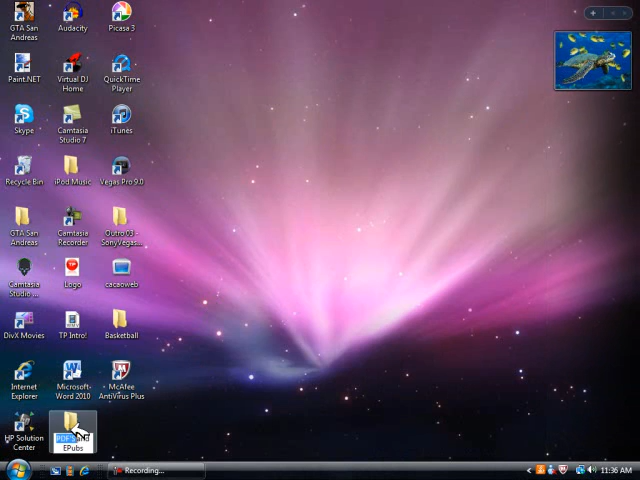 GTA San
Andreas
Audacity
Picasa 3
Paint.NET
Virtual DJ
Home
QuickTime
Player
Skype
Camtasia
Studio 7
iTunes
Recycle Bin
iPod Music
Vegas Pro 9.0
GTA San
Andreas
Camtasia
Recorder
Outro 03 -
SonyVegas...
Camtasia
Studio ...
Logo
cacaoweb
DivX Movies
TP Intro!
Basketball
Internet
Explorer
Microsoft
Word 2010
McAfee
AntiVirus Plus
HP Solution
Center
PDF's and
EPubs
Recording...
11:36 AM